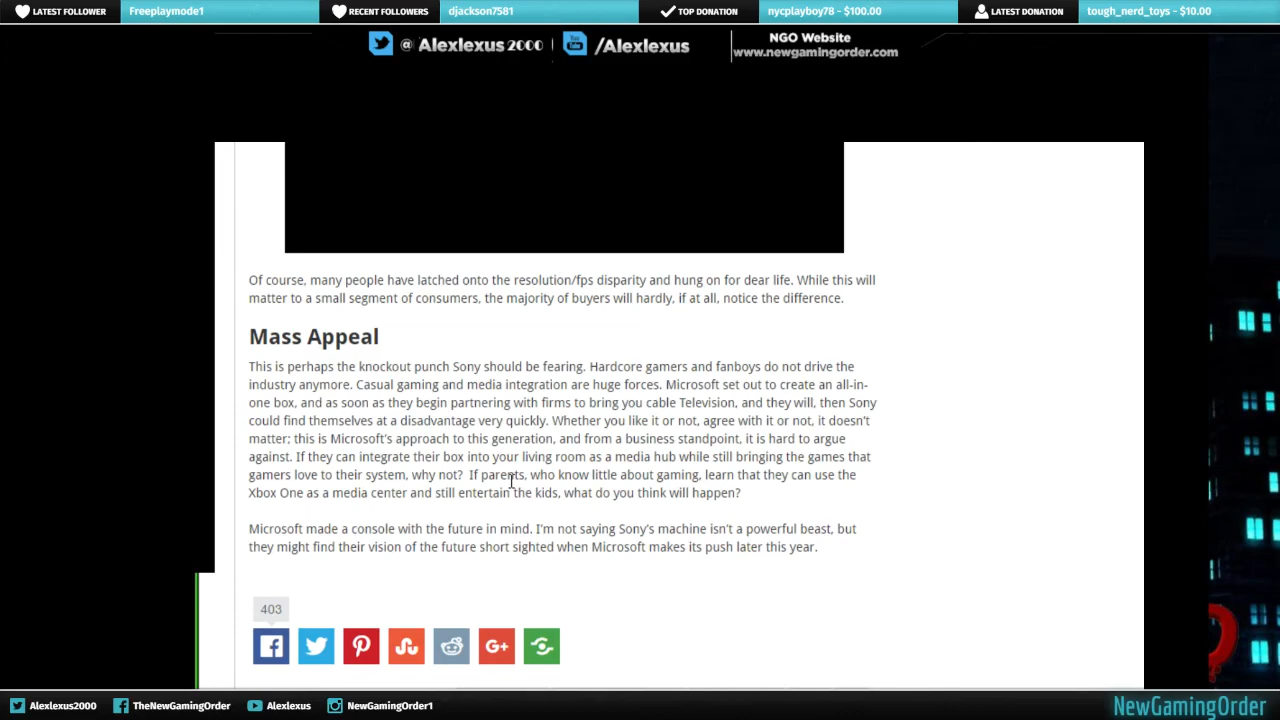 LATEST FOLLOWER Freeplaymode1 RECENT FOLLOWERS djackson7581 TOP DONATION nycplayboy78 - $100.00 LATEST DONATION tough_nerd_toys - $10.00
@ Alexlexus2000 /Alexlexus
NGO Website
www.newgamingorder.com
Of course, many people have latched onto the resolution/fps disparity and hung on for dear life. While this will
matter to a small segment of consumers, the majority of buyers will hardly, if at all, notice the difference.
Mass Appeal
This is perhaps the knockout punch Sony should be fearing. Hardcore gamers and fanboys do not drive the
industry anymore. Casual gaming and media integration are huge forces. Microsoft set out to create an all-in-
one box, and as soon as they begin partnering with firms to bring you cable Television, and they will, then Sony
could find themselves at a disadvantage very quickly. Whether you like it or not, agree with it or not, it doesn't
matter; this is Microsoft's approach to this generation, and from a business standpoint, it is hard to argue
against. If they can integrate their box into your living room as a media hub while still bringing the games that
gamers love to their system, why not? If parents, who know little about gaming, learn that they can use the
Xbox One as a media center and still entertain the kids, what do you think will happen?
Microsoft made a console with the future in mind. I'm not saying Sony's machine isn't a powerful beast, but
they might find their vision of the future short sighted when Microsoft makes its push later this year.
403
Alexlexus2000 TheNewGamingOrder Alexlexus NewGamingOrder1 NewGamingOrder